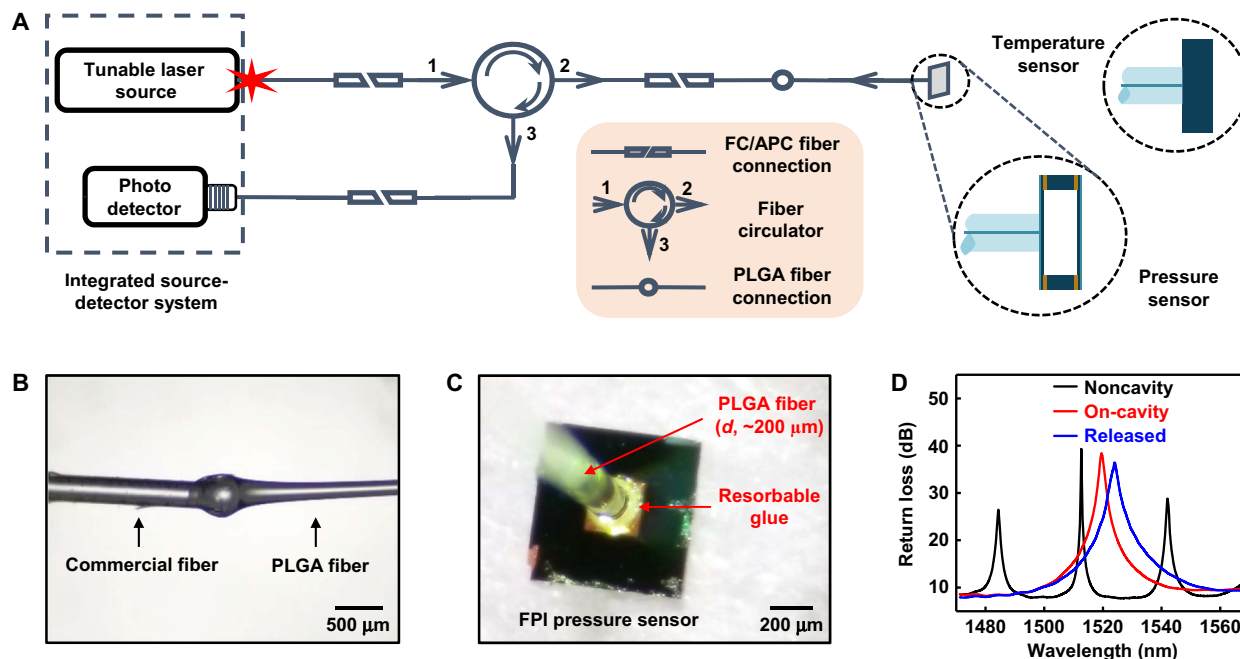 A
Tunable laser
source
Photo
detector
Integrated source-
detector system
1
2
3
FC/APC fiber
connection
1
2
3
Fiber
circulator
PLGA fiber
connection
Temperature
sensor
Pressure
sensor
B
Commercial fiber
PLGA fiber
500 μm
C
PLGA fiber
(d, ~200 μm)
Resorbable
glue
FPI pressure sensor
200 μm
D
Noncavity
On-cavity
Released
Return loss (dB)
50
40
30
20
10
1480 1500 1520 1540 1560
Wavelength (nm)